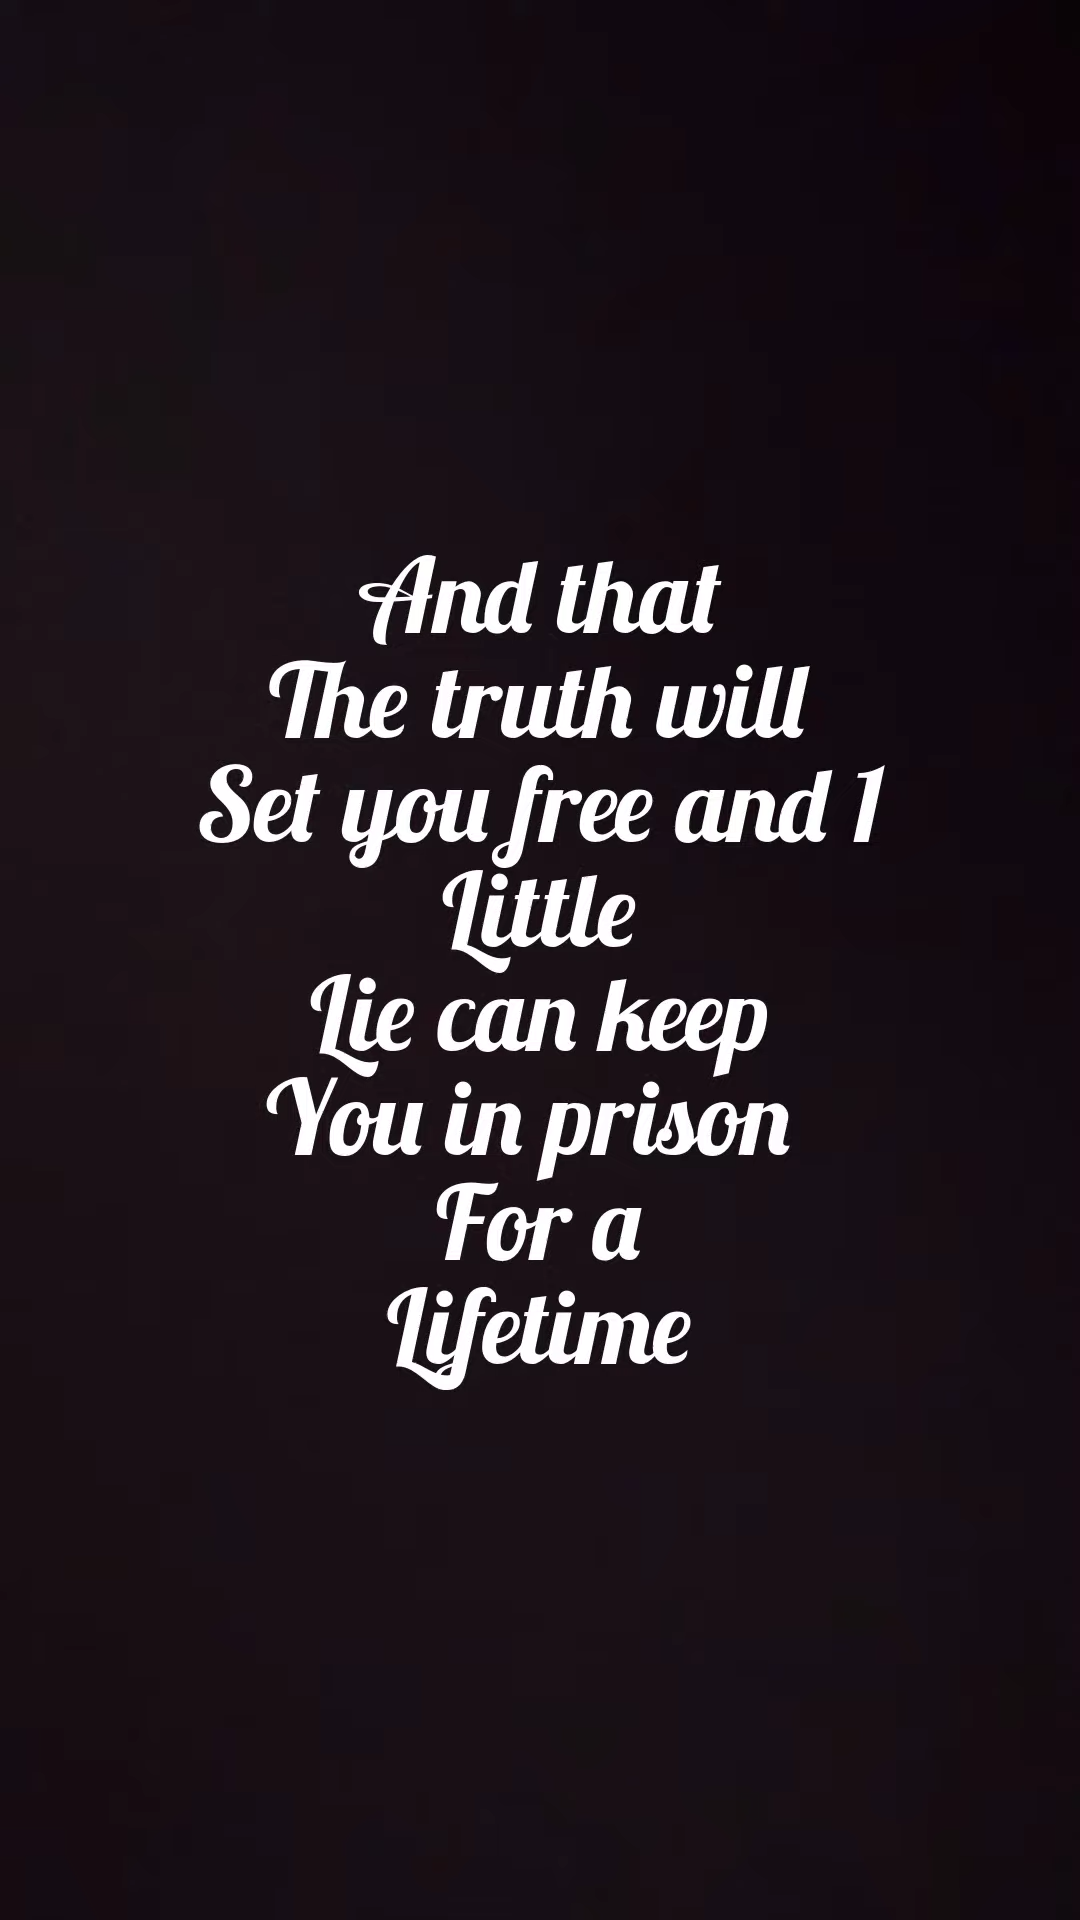 And that
The truth will
Set you free and 1
Little
Lie can keep
You in prison
For a
Lifetime